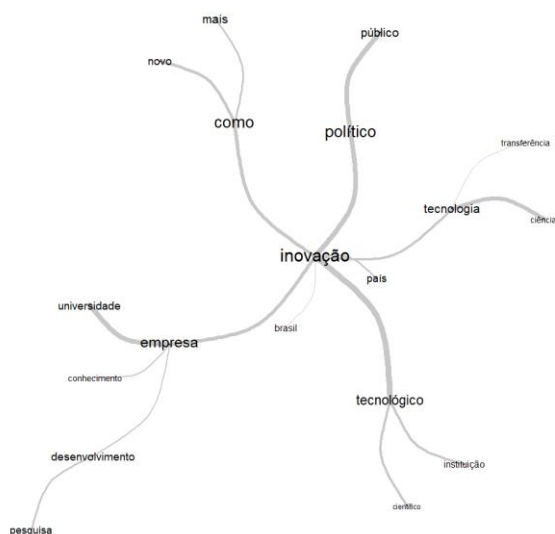 mais
público
novo
como
político
transferência
tecnologia
ciência
inovação
país
universidade
brasil
empresa
conhecimento
tecnológico
desenvolvimento
instituição
científico
pesquisa